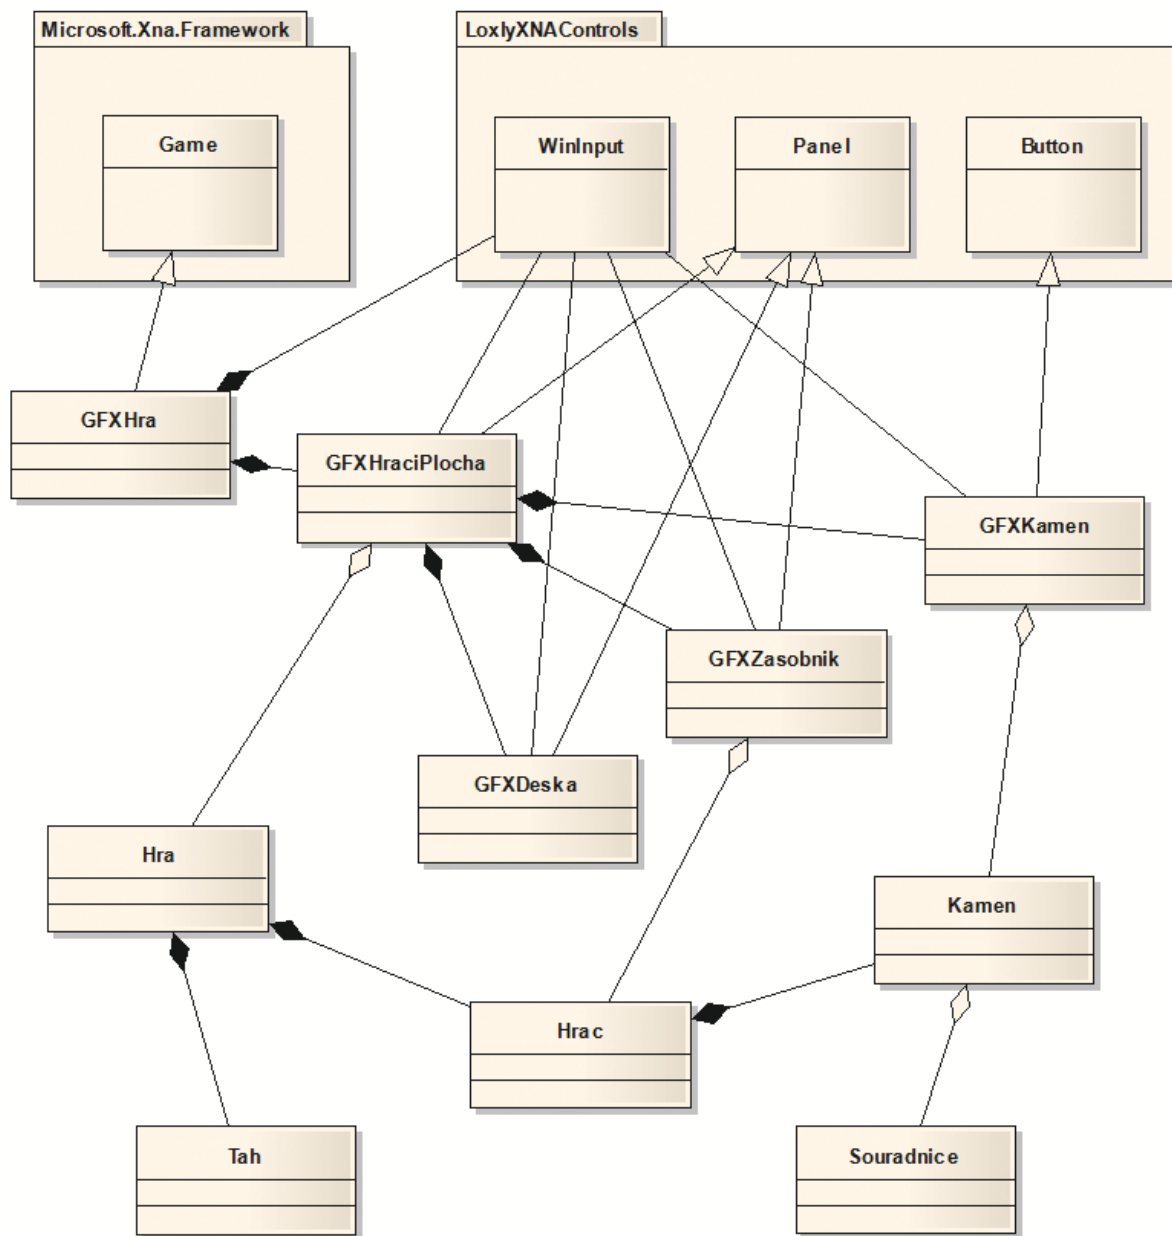 Microsoft.Xna.Framework
LoxlyXNAControls
Game
WinInput
Panel
Button
GFXHra
GFXHraciPlocha
GFXKamen
GFXZasobnik
GFXDeska
Hra
Kamen
Hrac
Tah
Souradnice